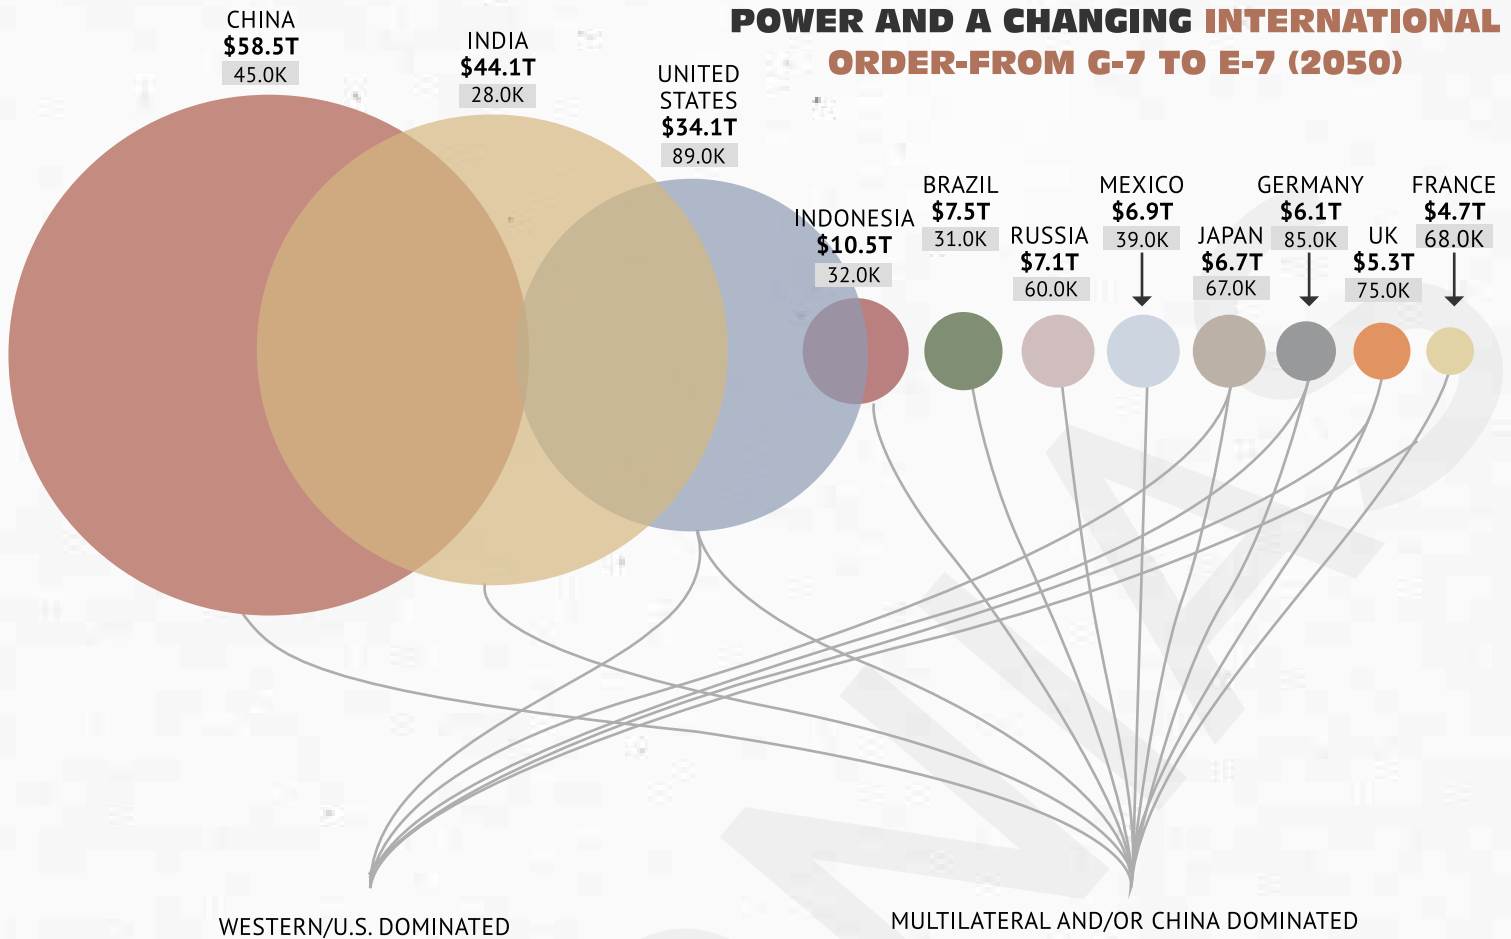 POWER AND A CHANGING INTERNATIONAL
ORDER-FROM G-7 TO E-7 (2050)
CHINA
$58.5T
45.0K
INDIA
$44.1T
28.0K
UNITED
STATES
$34.1T
89.0K
INDONESIA
$10.5T
32.0K
BRAZIL
$7.5T
31.0K
RUSSIA
$7.1T
60.0K
MEXICO
$6.9T
39.0K
JAPAN
$6.7T
67.0K
GERMANY
$6.1T
85.0K
UK
$5.3T
75.0K
FRANCE
$4.7T
68.0K
WESTERN/U.S. DOMINATED
MULTILATERAL AND/OR CHINA DOMINATED